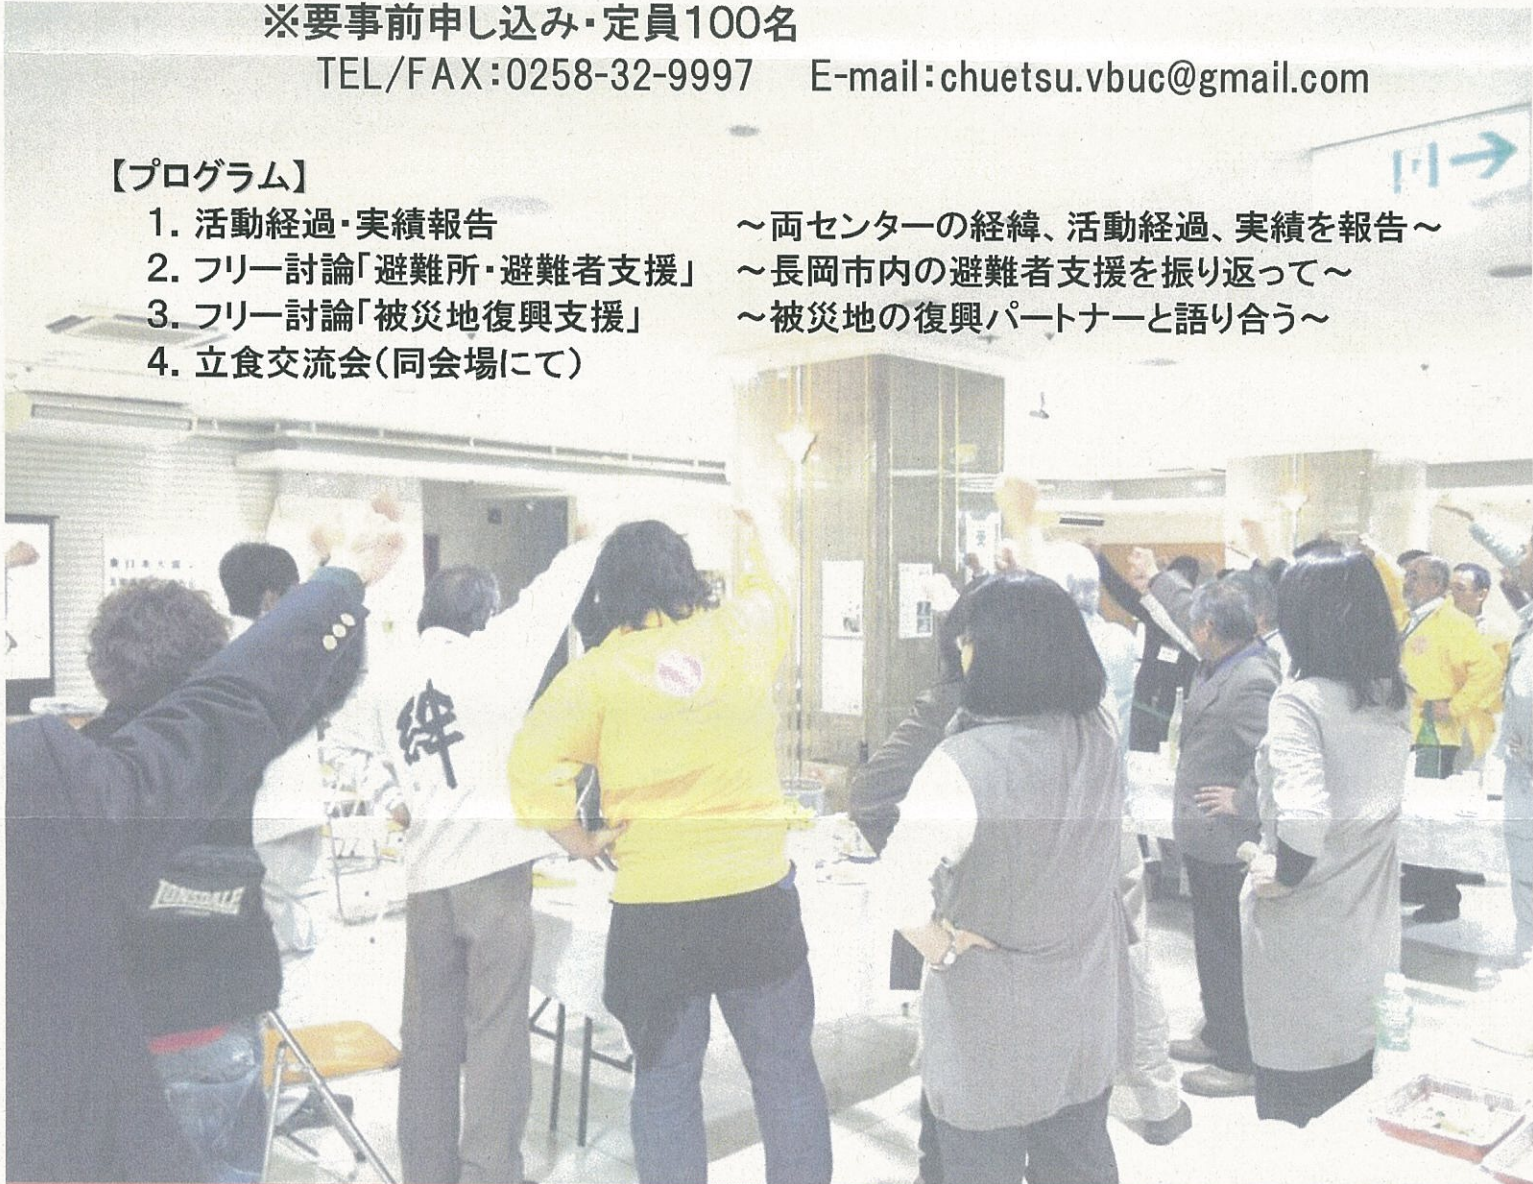 ※要事前申し込み・定員100名
TEL/FAX：0258-32-9997　E-mail：chuetsu.vbuc@gmail.com
【プログラム】
1. 活動経過・実績報告　～両センターの経緯、活動経過、実績を報告～
2. フリー討論「避難所・避難者支援」　～長岡市内の避難者支援を振り返って～
3. フリー討論「被災地復興支援」　～被災地の復興パートナーと語り合う～
4. 立食交流会（同会場にて）
絆
LONSDALE